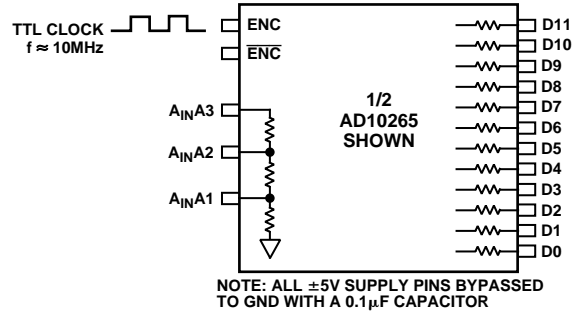 TTL CLOCK
f ≈ 10MHz
ENC
ENC
AINA3
AINA2
AINA1
1/2
AD10265
SHOWN
D11
D10
D9
D8
D7
D6
D5
D4
D3
D2
D1
D0
NOTE: ALL ±5V SUPPLY PINS BYPASSED
TO GND WITH A 0.1μF CAPACITOR